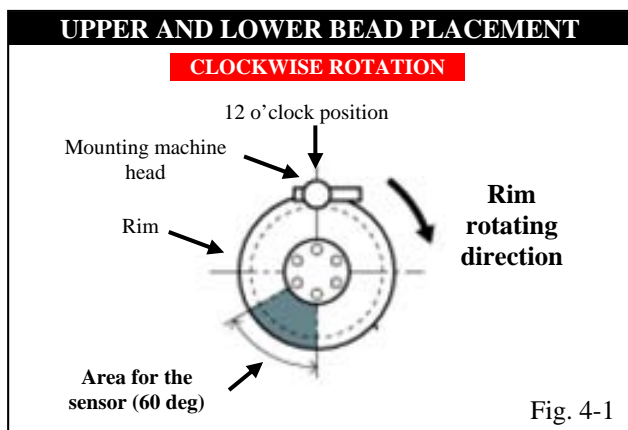 UPPER AND LOWER BEAD PLACEMENT
CLOCKWISE ROTATION
12 o’clock position
Mounting machine
head
Rim
Rim
rotating
direction
Area for the
sensor (60 deg)
Fig. 4-1